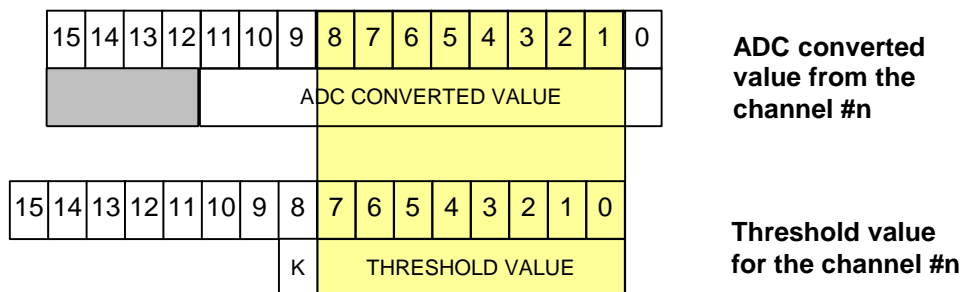 15 14 13 12 11 10 9 8 7 6 5 4 3 2 1 0
ADC CONVERTED VALUE
ADC converted
value from the
channel #n
15 14 13 12 11 10 9 8 7 6 5 4 3 2 1 0
K THRESHOLD VALUE
Threshold value
for the channel #n